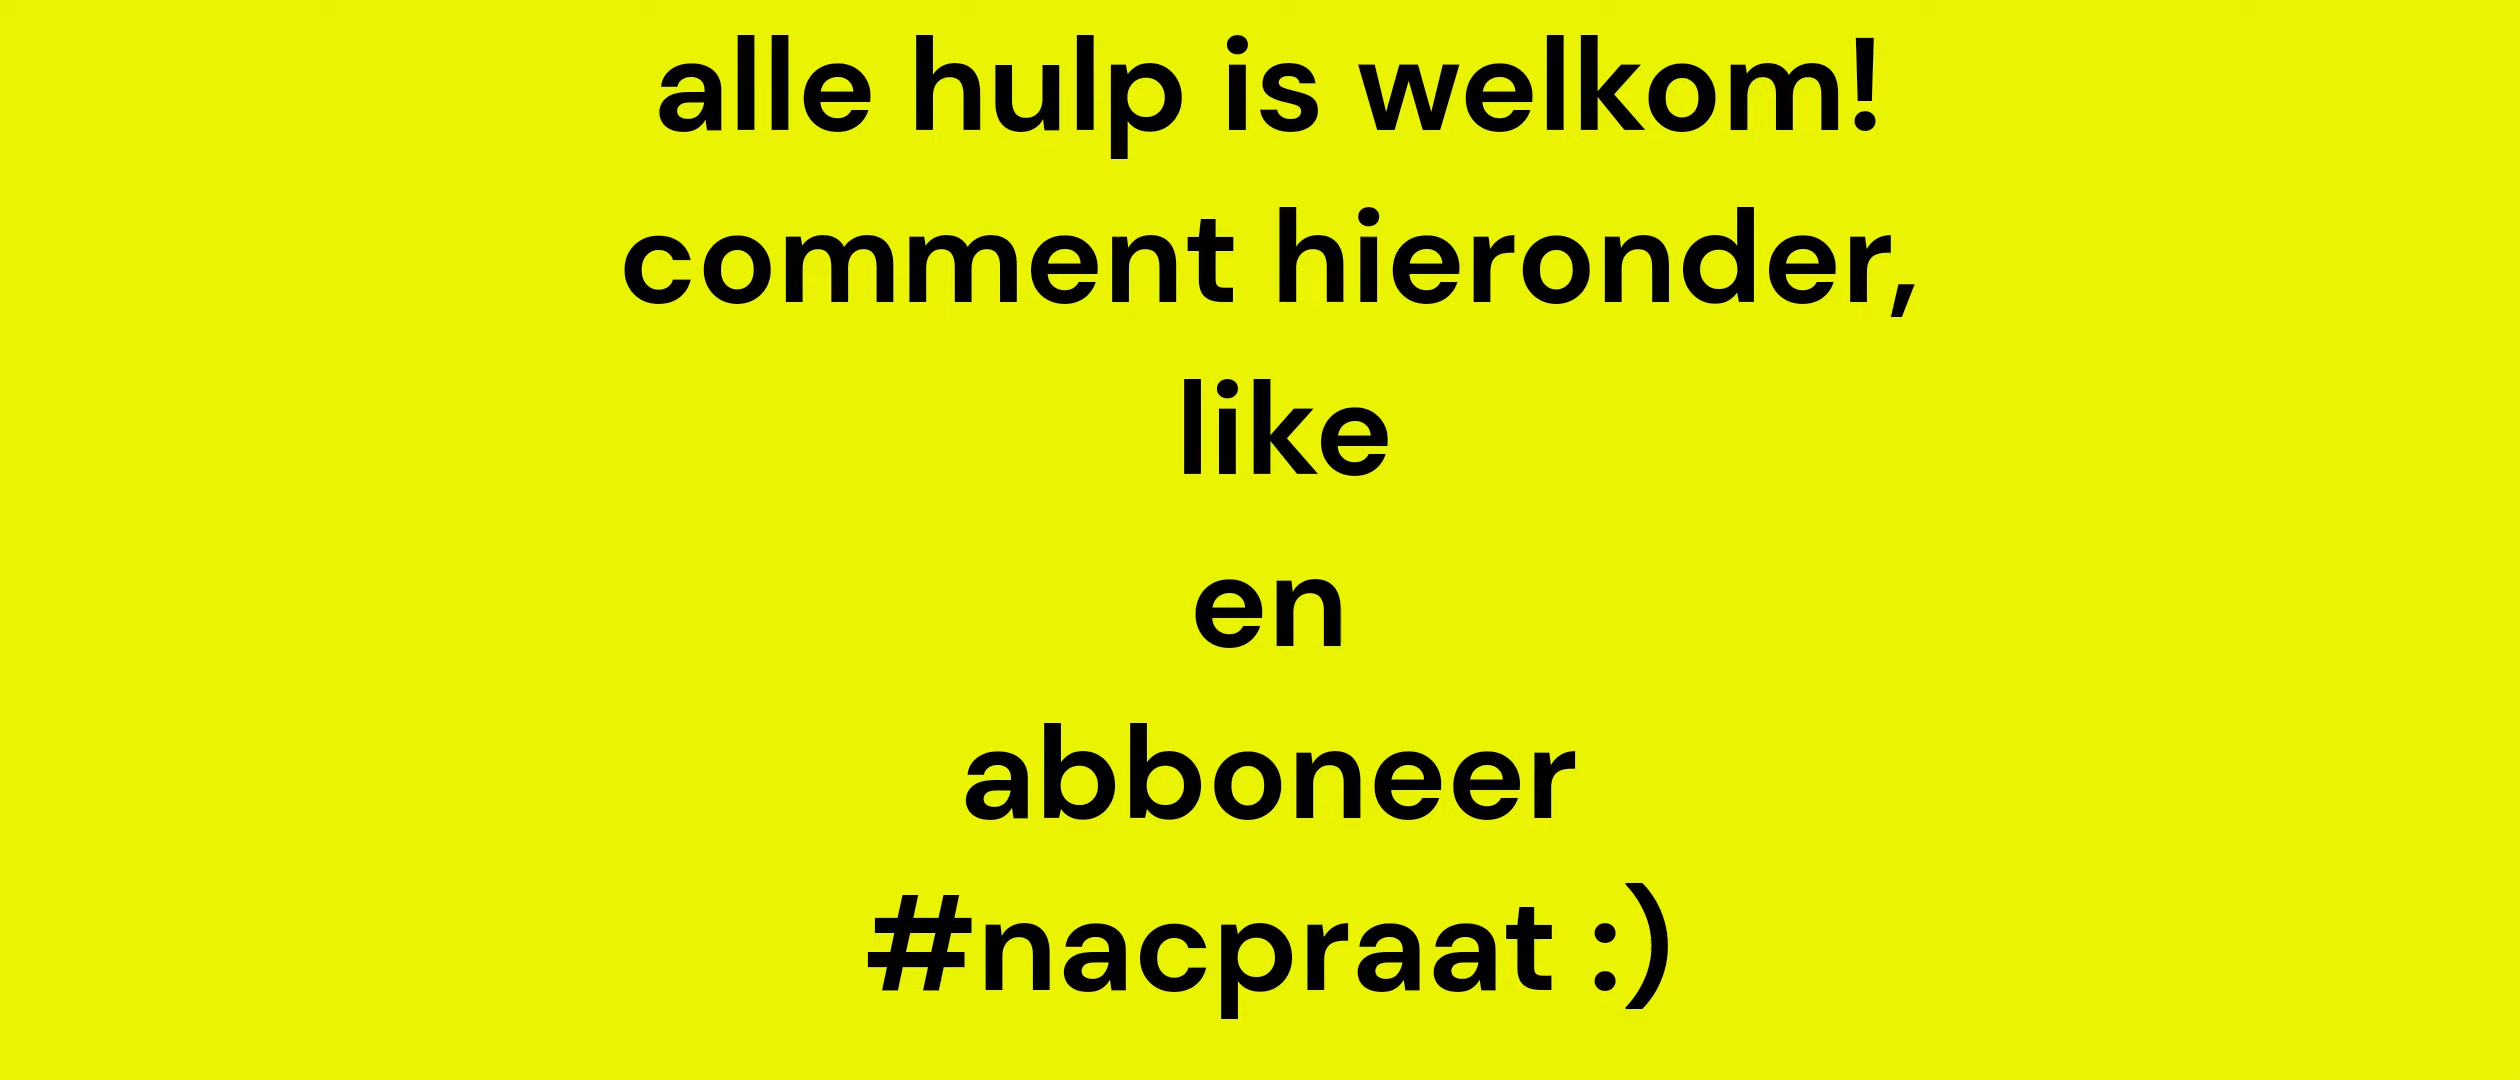 alle hulp is welkom!
comment hieronder,
like
en
abboneer
#nacpraat :)